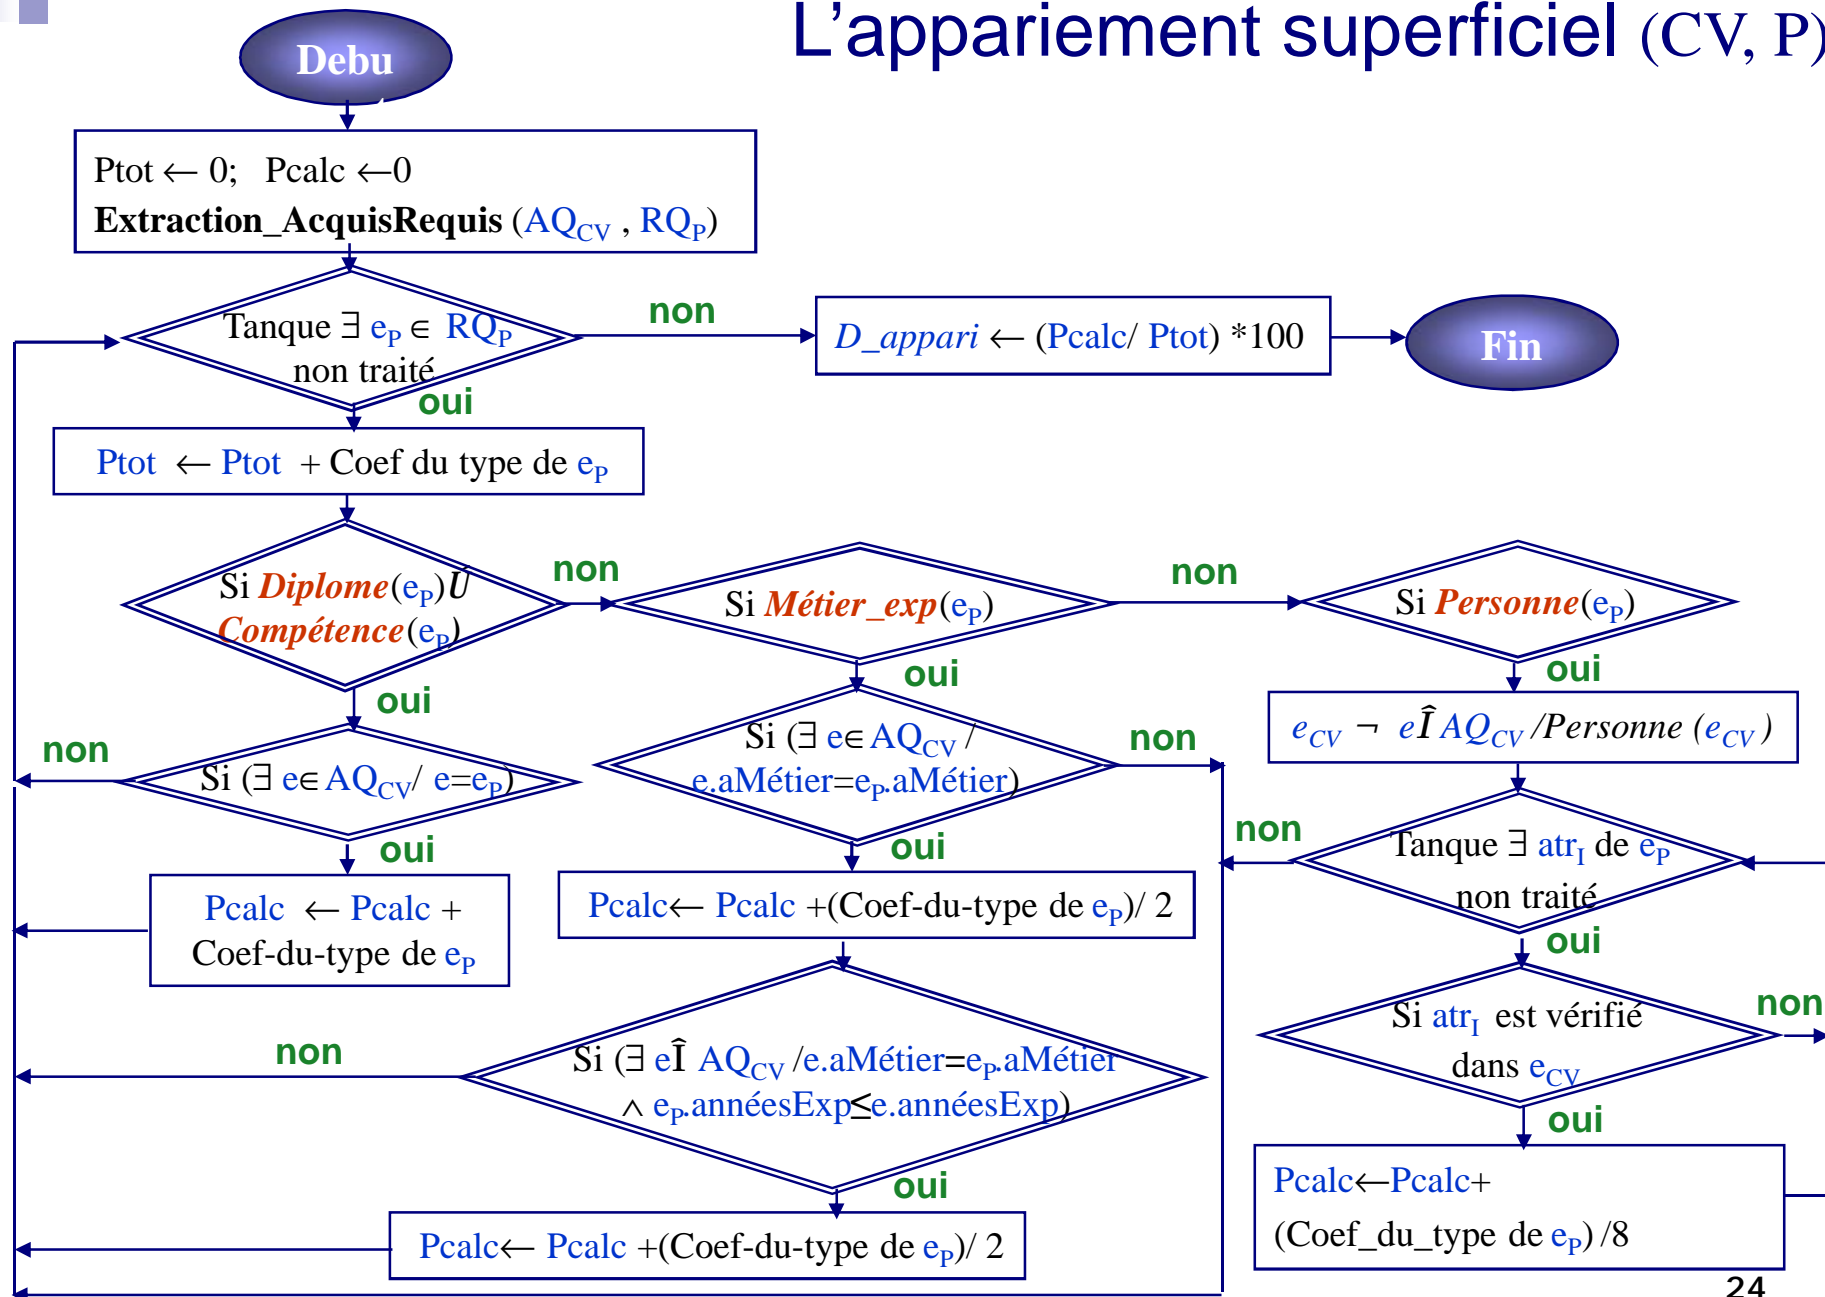 L'appariement superficiel (CV, P)
Debu
Ptot ← 0; Pcalc ←0
Extraction_AcquisRequis (AQCV , RQP)
Tanque ∃ eP ∈ RQP
non traité
non
D_appari ← (Pcalc/ Ptot) *100
Fin
oui
Ptot ← Ptot + Coef du type de eP
Si Diplome(eP)Ú
Compétence(eP)
non
Si Métier_exp(eP)
non
Si Personne(eP)
oui
oui
oui
eCV ¬ eÎ AQCV /Personne (eCV )
non
Si (∃ e∈AQCV/ e=eP)
Si (∃ e∈AQCV /
e.aMétier=eP.aMétier)
non
non
Tanque ∃ atrI de eP
non traité
oui
oui
oui
Pcalc ← Pcalc +
Coef-du-type de eP
Pcalc← Pcalc +(Coef-du-type de eP)/ 2
Si atrI est vérifié
dans eCV
non
non
Si (∃ eÎ AQCV /e.aMétier=eP.aMétier
∧ eP.annéesExp≤e.annéesExp)
oui
oui
Pcalc← Pcalc +(Coef-du-type de eP)/ 2
Pcalc←Pcalc+
(Coef_du_type de eP) /8
24